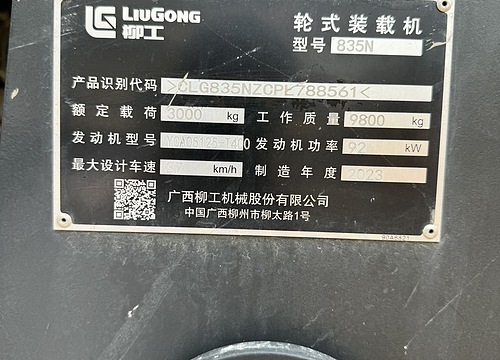 LIUGONG
柳工
轮式装载机
型号 835N
产品识别代码 >CLG835NZCPL788561<
额定载荷 3000 kg 工作质量 9800 kg
发动机型号 发动机功率 92 kW
最大设计车速 km/h 制造年度 2023
广西柳工机械股份有限公司
中国广西柳州市柳太路1号